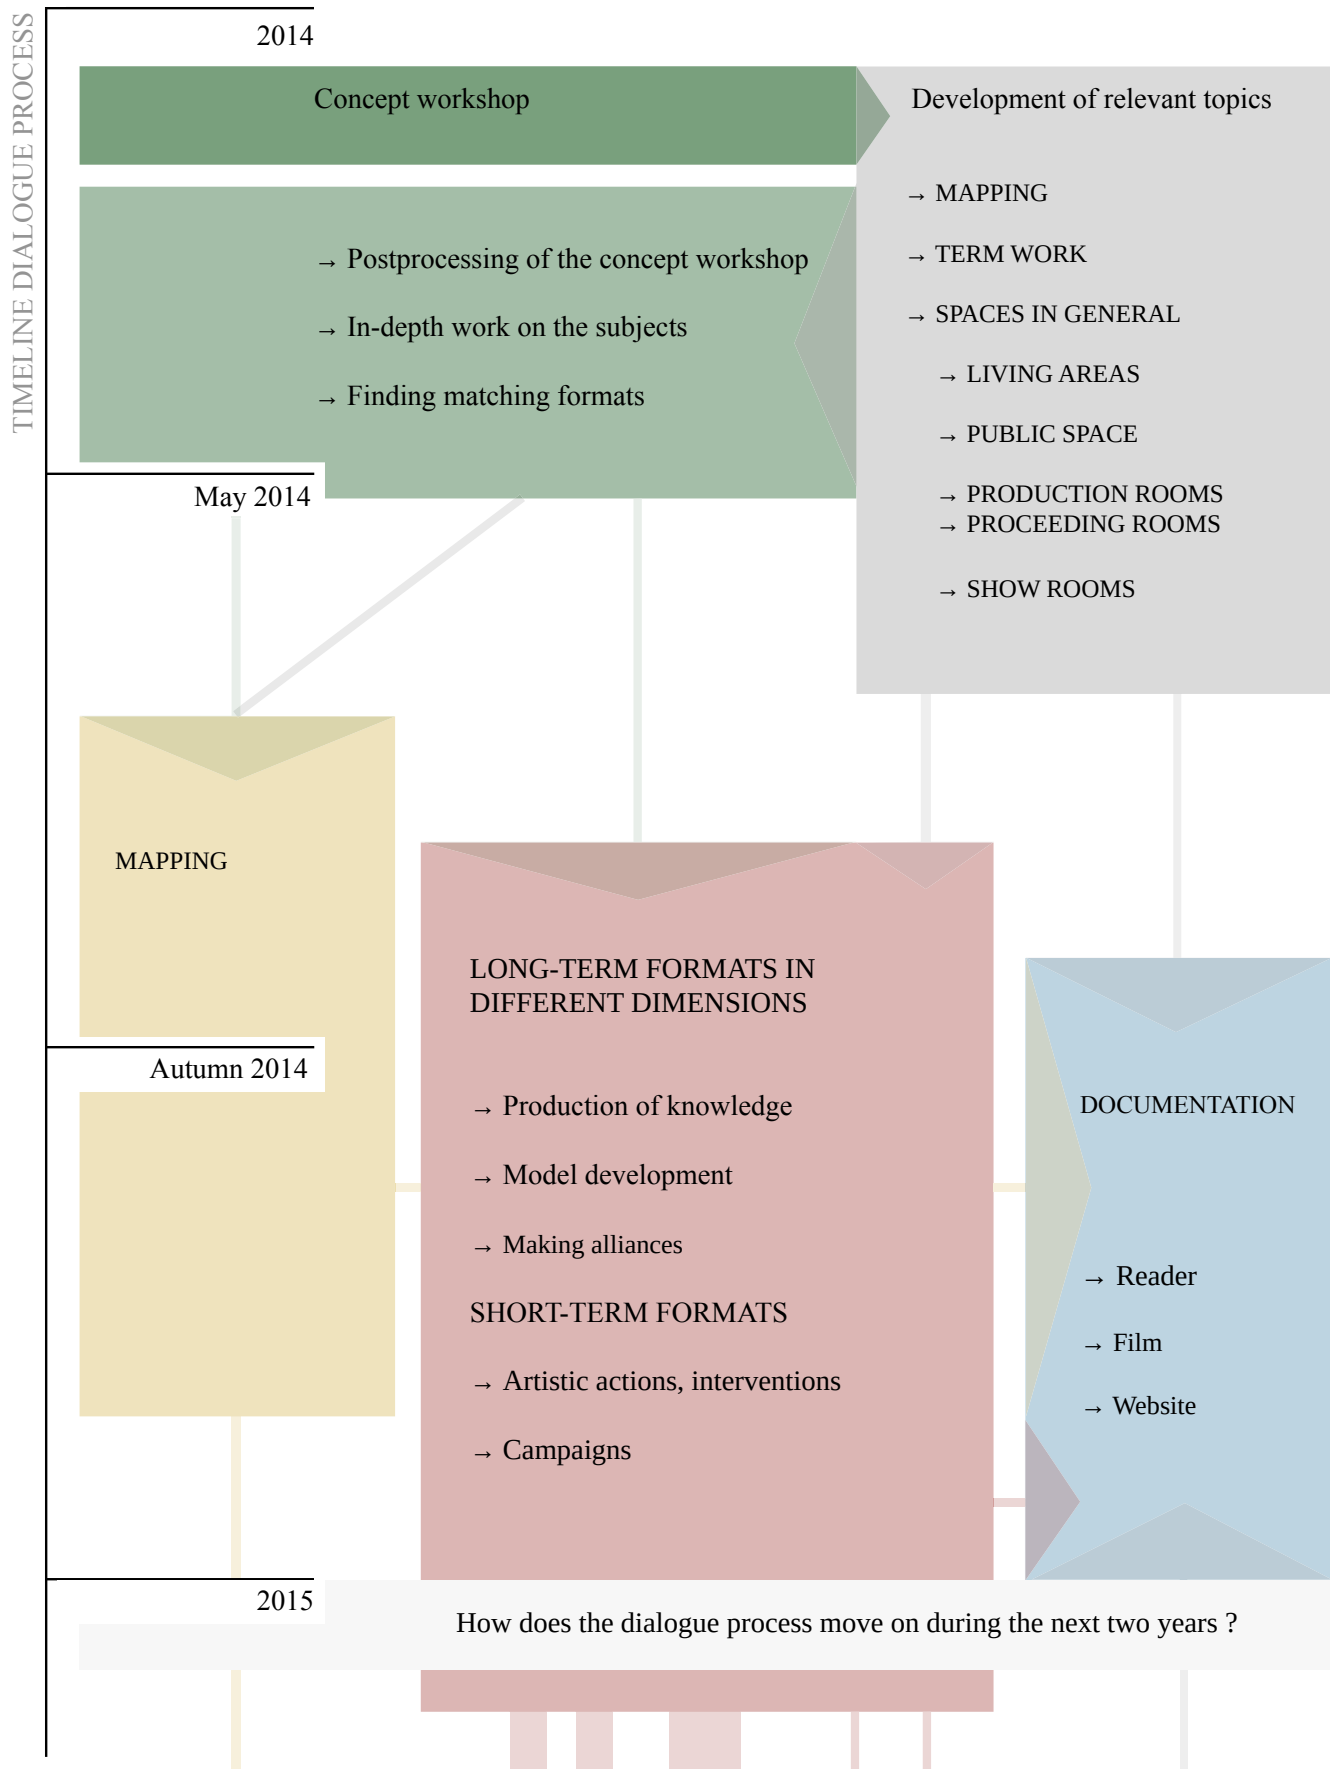 TIMELINE DIALOGUE PROCESS
2014
Concept workshop
→ Postprocessing of the concept workshop
→ In-depth work on the subjects
→ Finding matching formats
Development of relevant topics
→ MAPPING
→ TERM WORK
→ SPACES IN GENERAL
→ LIVING AREAS
→ PUBLIC SPACE
→ PRODUCTION ROOMS
→ PROCEEDING ROOMS
→ SHOW ROOMS
May 2014
MAPPING
LONG-TERM FORMATS IN
DIFFERENT DIMENSIONS
→ Production of knowledge
→ Model development
→ Making alliances
SHORT-TERM FORMATS
→ Artistic actions, interventions
→ Campaigns
DOCUMENTATION
→ Reader
→ Film
→ Website
Autumn 2014
2015
How does the dialogue process move on during the next two years ?